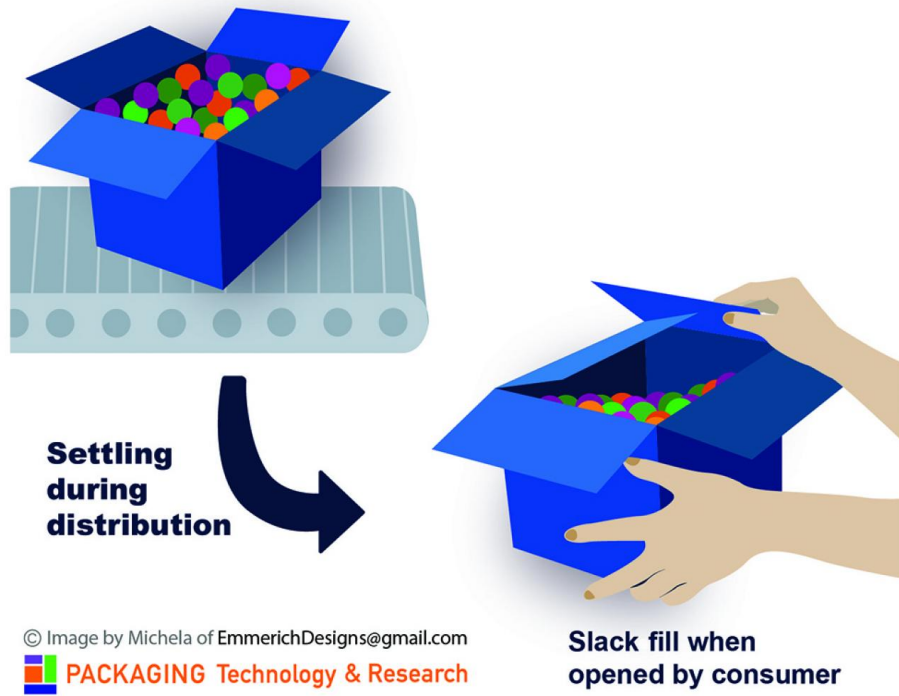 Settling
during
distribution
© Image by Michela of EmmerichDesigns@gmail.com
PACKAGING Technology & Research
Slack fill when
opened by consumer